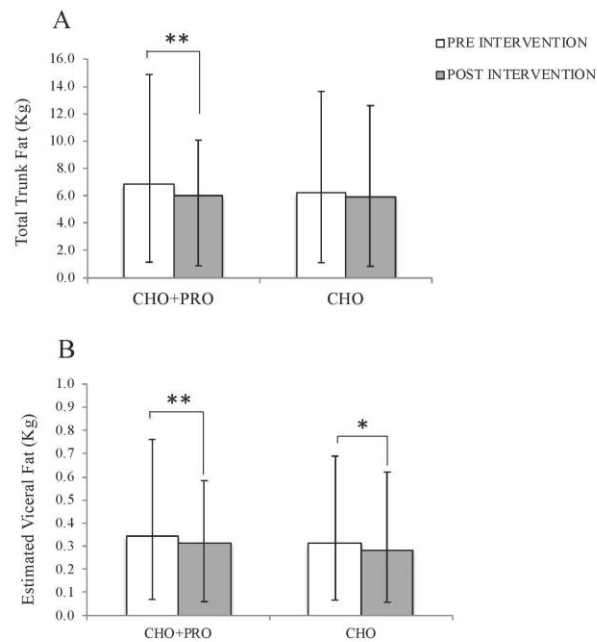 A
**
PRE INTERVENTION
POST INTERVENTION
Total Trunk Fat (Kg)
16.0
14.0
12.0
10.0
8.0
6.0
4.0
2.0
0.0
CHO+PRO
CHO
B
**
*
Estimated Viceral Fat (Kg)
1.0
0.9
0.8
0.7
0.6
0.5
0.4
0.3
0.2
0.1
0.0
CHO+PRO
CHO